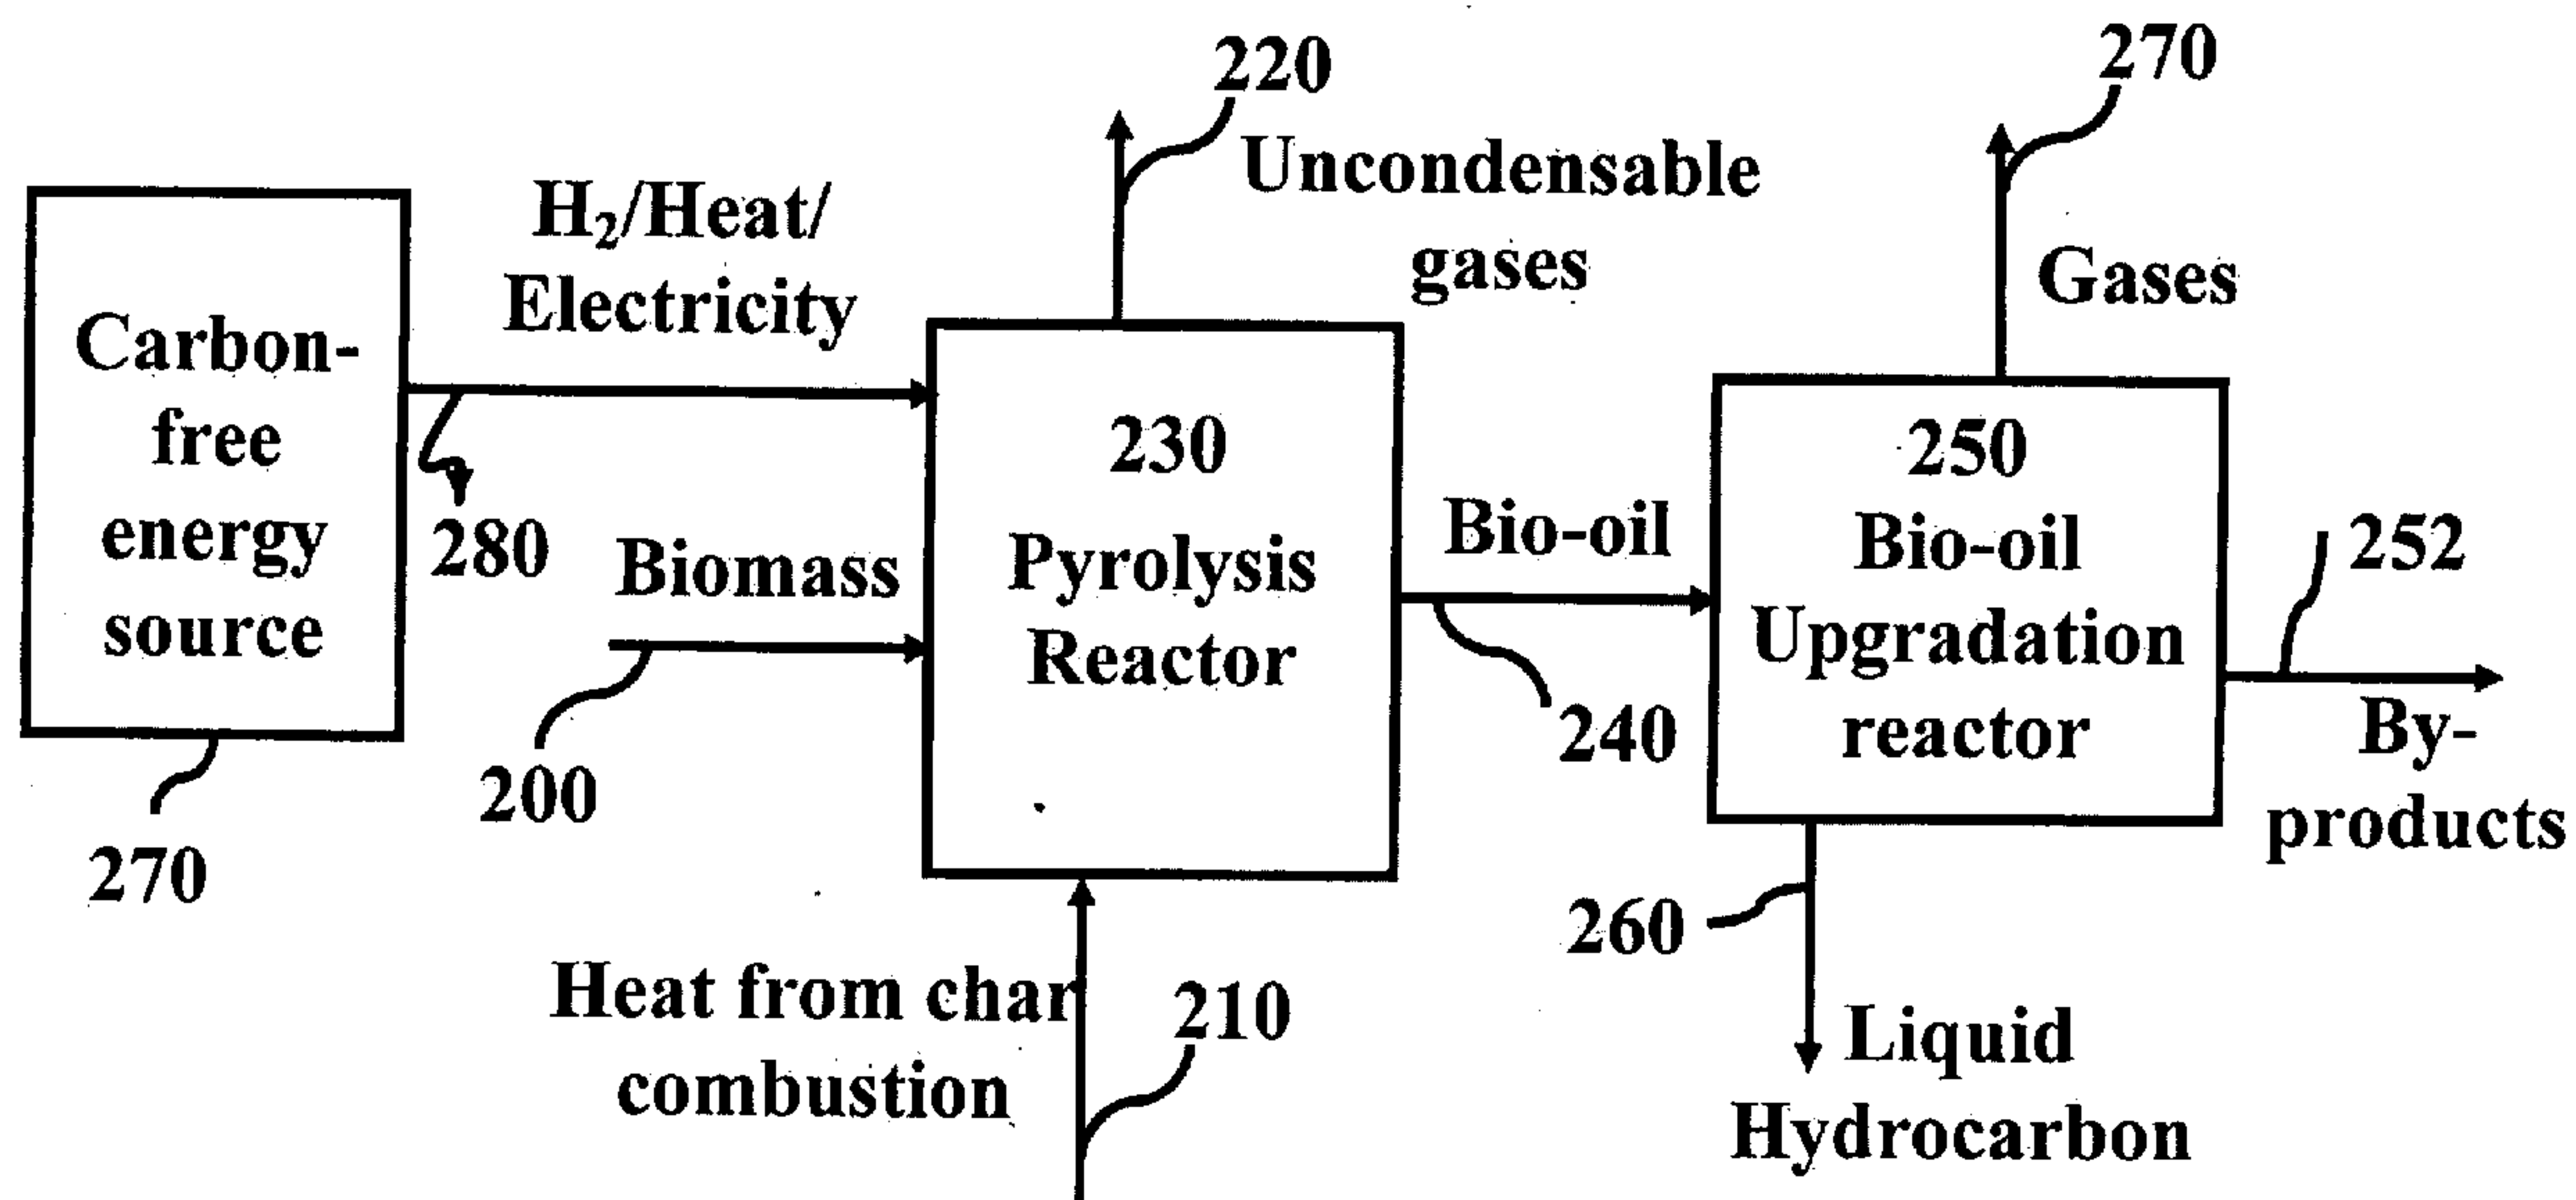 220
270
Uncondensable
gases
H₂/Heat/
Electricity
Gases
Carbon-
free
energy
source
270
280
Biomass
200
230
Pyrolysis
Reactor
Bio-oil
240
250
Bio-oil
Upgradation
reactor
252
By-
products
260
Liquid
Hydrocarbon
Heat from char
combustion
210